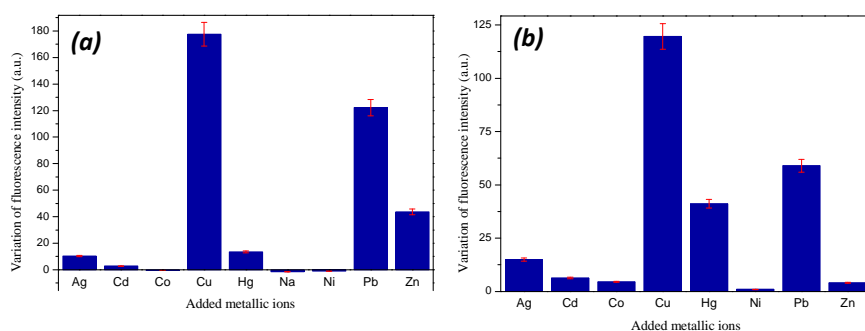 (a)
Variation of fluorescence intensity (a.u.)
180
160
140
120
100
80
60
40
20
0
Ag Cd Co Cu Hg Na Ni Pb Zn
Added metallic ions
(b)
Variation of fluorescence intensity (a.u.)
125
100
75
50
25
0
Ag Cd Co Cu Hg Ni Pb Zn
Added metallic ions